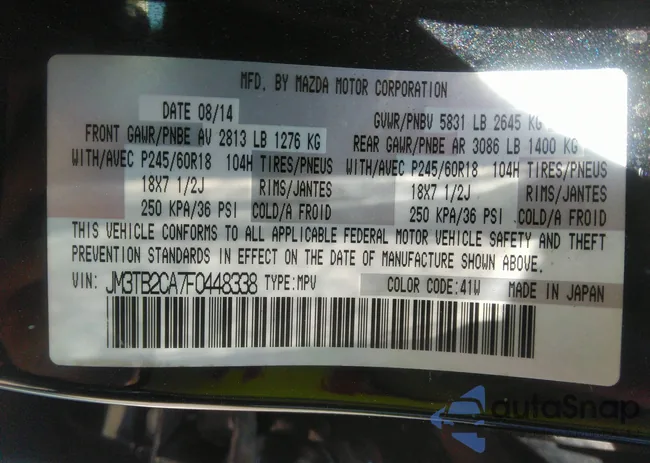 MFD. BY MAZDA MOTOR CORPORATION
DATE 08/14 GVWR/PNBV 5831 LB 2645 KG
FRONT GAWR/PNBE AV 2813 LB 1276 KG REAR GAWR/PNBE AR 3086 LB 1400 KG
WITH/AVEC P245/60R18 104H TIRES/PNEUS WITH/AVEC P245/60R18 104H TIRES/PNEUS
18X7 1/2J RIMS/JANTES 18X7 1/2J RIMS/JANTES
250 KPA/36 PSI COLD/A FROID 250 KPA/36 PSI COLD/A FROID
THIS VEHICLE CONFORMS TO ALL APPLICABLE FEDERAL MOTOR VEHICLE SAFETY AND THEFT
PREVENTION STANDARDS IN EFFECT ON THE DATE OF MANUFACTURE SHOWN ABOVE.
VIN: JM3TB2CA7F0448338 TYPE:MPV COLOR CODE:41W MADE IN JAPAN
autoSnap